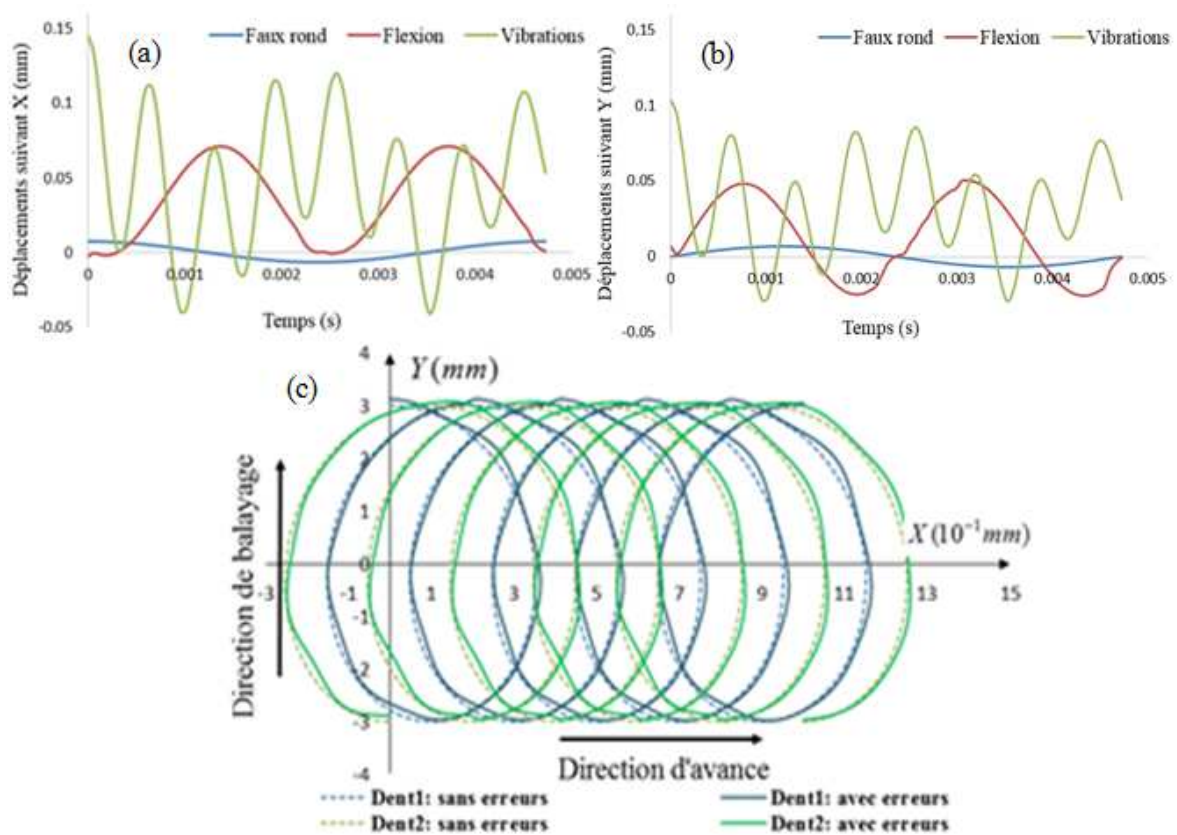 (a)
Faux rond Flexion Vibrations
Déplacements suivant X (mm)
0.15
0.1
0.05
0
-0.05
0 0.001 0.002 0.003 0.004 0.005
Temps (s)
(b)
Faux rond Flexion Vibrations
Déplacements suivant Y (mm)
0.15
0.1
0.05
0
-0.05
0 0.001 0.002 0.003 0.004 0.005
Temps (s)
(c)
Y (mm)
4
3
2
1
0
-1
-2
-3
-4
X (10⁻¹ mm)
-3 -1 1 3 5 7 9 11 13 15
Direction de balayage
Direction d'avance
Dent1: sans erreurs Dent1: avec erreurs
Dent2: sans erreurs Dent2: avec erreurs